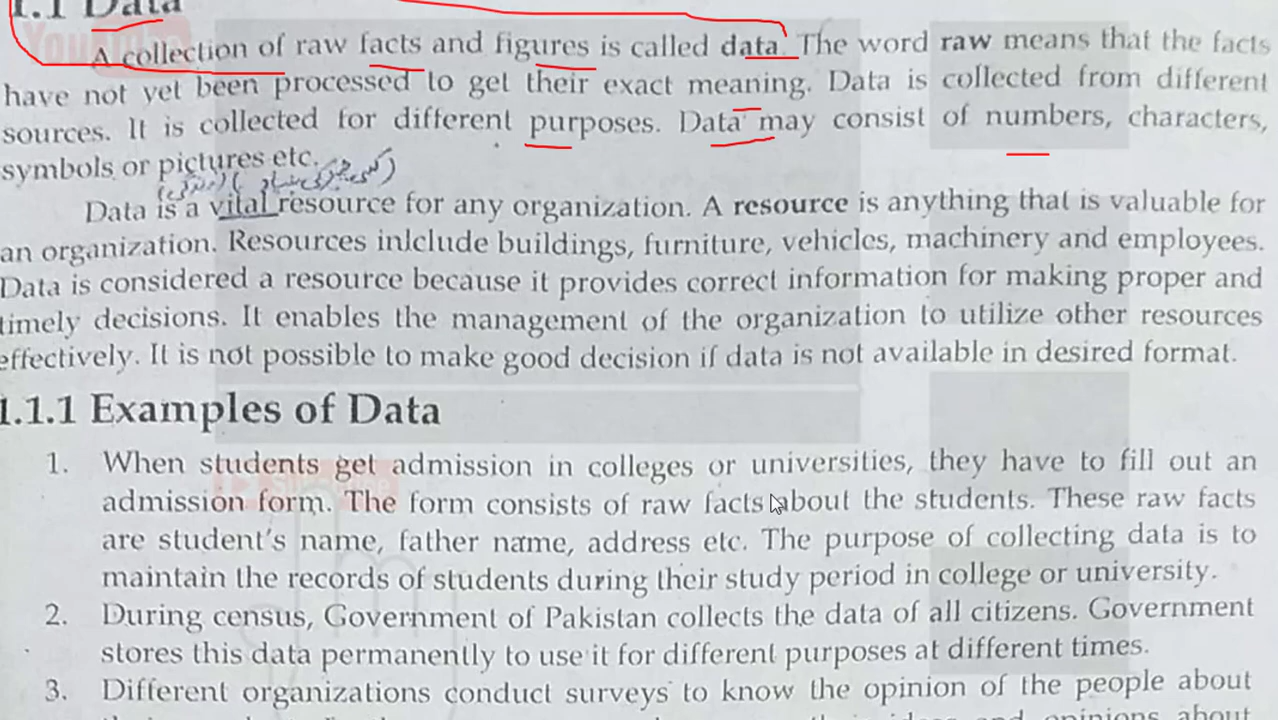 1.1 Data
A collection of raw facts and figures is called data. The word raw means that the facts
have not yet been processed to get their exact meaning. Data is collected from different
sources. It is collected for different purposes. Data may consist of numbers, characters,
symbols or pictures etc.
Data is a vital resource for any organization. A resource is anything that is valuable for
an organization. Resources inlclude buildings, furniture, vehicles, machinery and employees.
Data is considered a resource because it provides correct information for making proper and
timely decisions. It enables the management of the organization to utilize other resources
effectively. It is not possible to make good decision if data is not available in desired format.
1.1.1 Examples of Data
1. When students get admission in colleges or universities, they have to fill out an
admission form. The form consists of raw facts about the students. These raw facts
are student's name, father name, address etc. The purpose of collecting data is to
maintain the records of students during their study period in college or university.
2. During census, Government of Pakistan collects the data of all citizens. Government
stores this data permanently to use it for different purposes at different times.
3. Different organizations conduct surveys to know the opinion of the people about
and opinions about